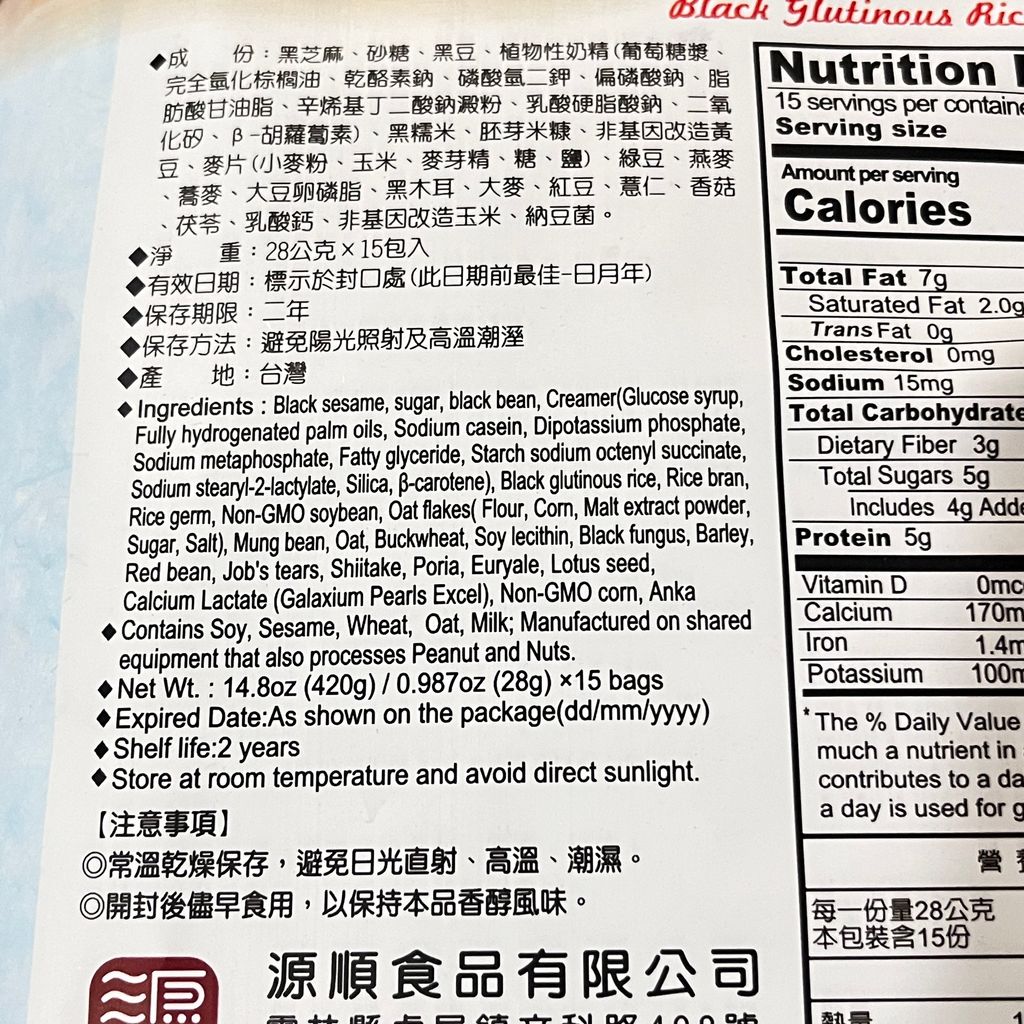 Black Glutinous Ric
◆成　　份：黑芝麻、砂糖、黑豆、植物性奶精(葡萄糖漿、
完全氫化棕櫚油、乾酪素鈉、磷酸氫二鉀、偏磷酸鈉、脂
肪酸甘油脂、辛烯基丁二酸鈉澱粉、乳酸硬脂酸鈉、二氧
化矽、β-胡蘿蔔素)、黑糯米、胚芽米糠、非基因改造黃
豆、麥片(小麥粉、玉米、麥芽精、糖、鹽)、綠豆、燕麥
、蕎麥、大豆卵磷脂、黑木耳、大麥、紅豆、薏仁、香菇
、茯苓、乳酸鈣、非基因改造玉米、納豆菌。
◆淨　　重：28公克×15包入
◆有效日期：標示於封口處(此日期前最佳-日月年)
◆保存期限：二年
◆保存方法：避免陽光照射及高溫潮溼
◆產　　地：台灣
◆Ingredients : Black sesame, sugar, black bean, Creamer(Glucose syrup,
Fully hydrogenated palm oils, Sodium casein, Dipotassium phosphate,
Sodium metaphosphate, Fatty glyceride, Starch sodium octenyl succinate,
Sodium stearyl-2-lactylate, Silica, β-carotene), Black glutinous rice, Rice bran,
Rice germ, Non-GMO soybean, Oat flakes( Flour, Corn, Malt extract powder,
Sugar, Salt), Mung bean, Oat, Buckwheat, Soy lecithin, Black fungus, Barley,
Red bean, Job's tears, Shiitake, Poria, Euryale, Lotus seed,
Calcium Lactate (Galaxium Pearls Excel), Non-GMO corn, Anka
◆Contains Soy, Sesame, Wheat, Oat, Milk; Manufactured on shared
equipment that also processes Peanut and Nuts.
◆Net Wt. : 14.8oz (420g) / 0.987oz (28g) ×15 bags
◆Expired Date:As shown on the package(dd/mm/yyyy)
◆Shelf life:2 years
◆Store at room temperature and avoid direct sunlight.
【注意事項】
◎常溫乾燥保存，避免日光直射、高溫、潮濕。
◎開封後儘早食用，以保持本品香醇風味。
源順食品有限公司
Nutrition
15 servings per containe
Serving size
Amount per serving
Calories
Total Fat 7g
Saturated Fat 2.0g
Trans Fat 0g
Cholesterol 0mg
Sodium 15mg
Total Carbohydrate
Dietary Fiber 3g
Total Sugars 5g
Includes 4g Adde
Protein 5g
Vitamin D 0mc
Calcium 170m
Iron 1.4m
Potassium 100m
* The % Daily Value
much a nutrient in
contributes to a da
a day is used for g
營
每一份量28公克
本包裝含15份
熱量 1